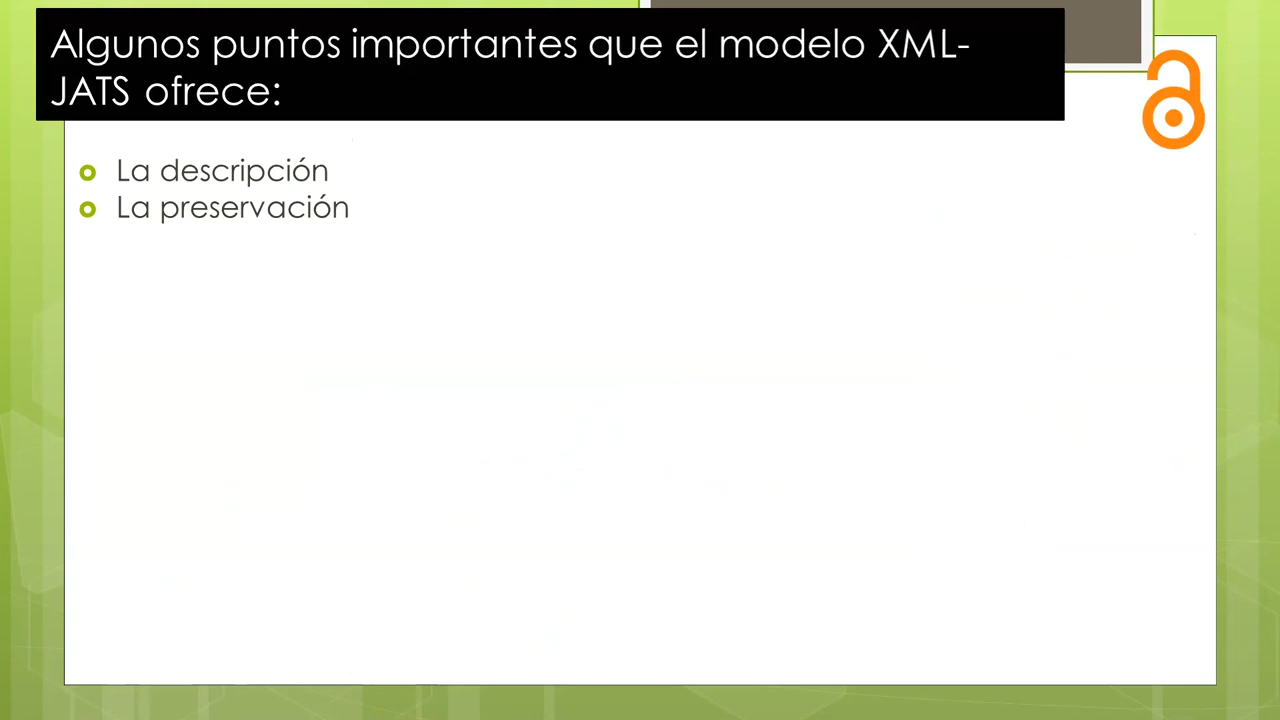 Algunos puntos importantes que el modelo XML-
JATS ofrece:
La descripción
La preservación